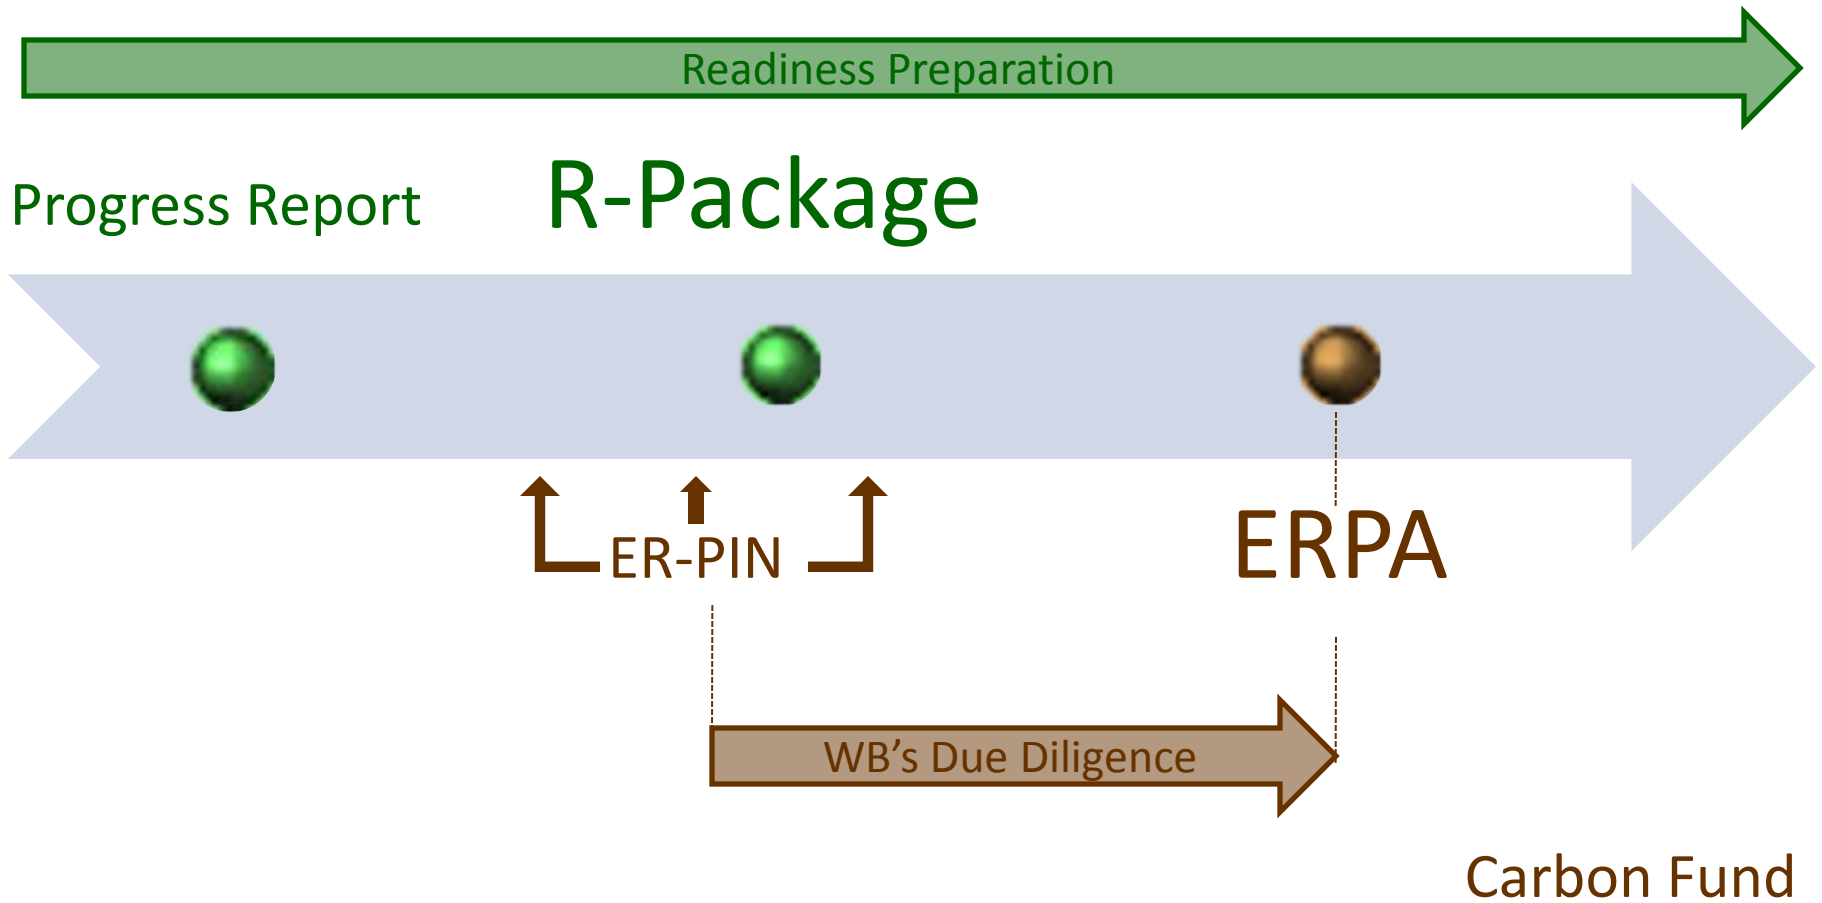 Readiness Preparation
Progress Report
R-Package
ER-PIN
ERPA
WB’s Due Diligence
Carbon Fund